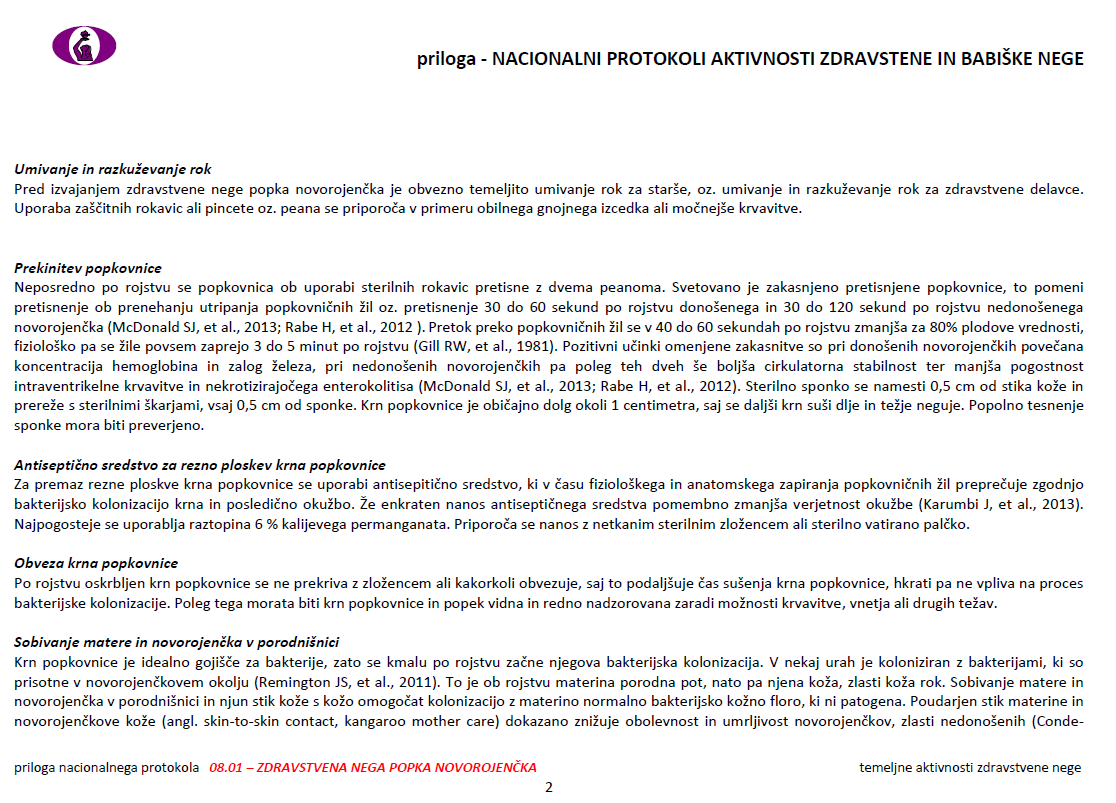 priloga - NACIONALNI PROTOKOLI AKTIVNOSTI ZDRAVSTENE IN BABIŠKE NEGE
Umivanje in razkuževanje rok
Pred izvajanjem zdravstvene nege popka novorojenčka je obvezno temeljito umivanje rok za starše, oz. umivanje in razkuževanje rok za zdravstvene delavce.
Uporaba zaščitnih rokavic ali pincete oz. peana se priporoča v primeru obilnega gnojnega izcedka ali močnejše krvavitve.
Prekinitev popkovnice
Neposredno po rojstvu se popkovnica ob uporabi sterilnih rokavic pretisne z dvema peanoma. Svetovano je zakasnjeno pretisnjene popkovnice, to pomeni
pretisnenje ob prenehanju utripanja popkovničnih žil oz. pretisnenje 30 do 60 sekund po rojstvu donošenega in 30 do 120 sekund po rojstvu nedonošenega
novorojenčka (McDonald SJ, et al., 2013; Rabe H, et al., 2012 ). Pretok preko popkovničnih žil se v 40 do 60 sekundah po rojstvu zmanjša za 80% plodove vrednosti,
fiziološko pa se žile povsem zaprejo 3 do 5 minut po rojstvu (Gill RW, et al., 1981). Pozitivni učinki omenjene zakasnitve so pri donošenih novorojenčkih povečana
koncentracija hemoglobina in zalog železa, pri nedonošenih novorojenčkih pa poleg teh dveh še boljša cirkulatorna stabilnost ter manjša pogostost
intraventrikelne krvavitve in nekrotizirajočega enterokolitisa (McDonald SJ, et al., 2013; Rabe H, et al., 2012). Sterilno sponko se namesti 0,5 cm od stika kože in
prereže s sterilnimi škarjami, vsaj 0,5 cm od sponke. Krn popkovnice je običajno dolg okoli 1 centimetra, saj se daljši krn suši dlje in težje neguje. Popolno tesnenje
sponke mora biti preverjeno.
Antiseptično sredstvo za rezno ploskev krna popkovnice
Za premaz rezne ploskve krna popkovnice se uporabi antisepitično sredstvo, ki v času fiziološkega in anatomskega zapiranja popkovničnih žil preprečuje zgodnjo
bakterijsko kolonizacijo krna in posledično okužbo. Že enkraten nanos antiseptičnega sredstva pomembno zmanjša verjetnost okužbe (Karumbi J, et al., 2013).
Najpogosteje se uporablja raztopina 6 % kalijevega permanganata. Priporoča se nanos z netkanim sterilnim zložencem ali sterilno vatirano palčko.
Obveza krna popkovnice
Po rojstvu oskrbljen krn popkovnice se ne prekriva z zložencem ali kakorkoli obvezuje, saj to podaljšuje čas sušenja krna popkovnice, hkrati pa ne vpliva na proces
bakterijske kolonizacije. Poleg tega morata biti krn popkovnice in popek vidna in redno nadzorovana zaradi možnosti krvavitve, vnetja ali drugih težav.
Sobivanje matere in novorojenčka v porodnišnici
Krn popkovnice je idealno gojišče za bakterije, zato se kmalu po rojstvu začne njegova bakterijska kolonizacija. V nekaj urah je koloniziran z bakterijami, ki so
prisotne v novorojenčkovem okolju (Remington JS, et al., 2011). To je ob rojstvu materina porodna pot, nato pa njena koža, zlasti koža rok. Sobivanje matere in
novorojenčka v porodnišnici in njun stik kože s kožo omogočat kolonizacijo z materino normalno bakterijsko kožno floro, ki ni patogena. Poudarjen stik materine in
novorojenčkove kože (angl. skin-to-skin contact, kangaroo mother care) dokazano znižuje obolevnost in umrljivost novorojenčkov, zlasti nedonošenih (Conde-
priloga nacionalnega protokola 08.01 – ZDRAVSTVENA NEGA POPKA NOVOROJENČKA temeljne aktivnosti zdravstvene nege
2